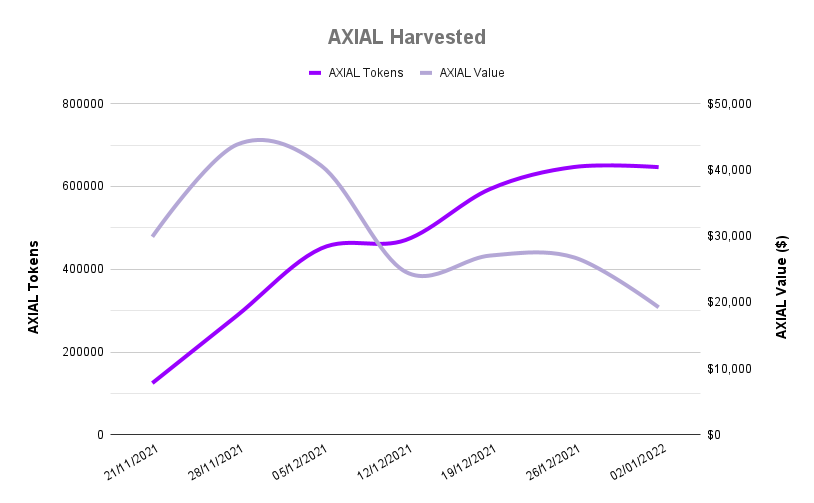 AXIAL Harvested
AXIAL Tokens AXIAL Value
800000
600000
400000
200000
0
AXIAL Tokens
$50,000
$40,000
$30,000
$20,000
$10,000
$0
AXIAL Value ($)
21/11/2021 28/11/2021 05/12/2021 12/12/2021 19/12/2021 26/12/2021 02/01/2022